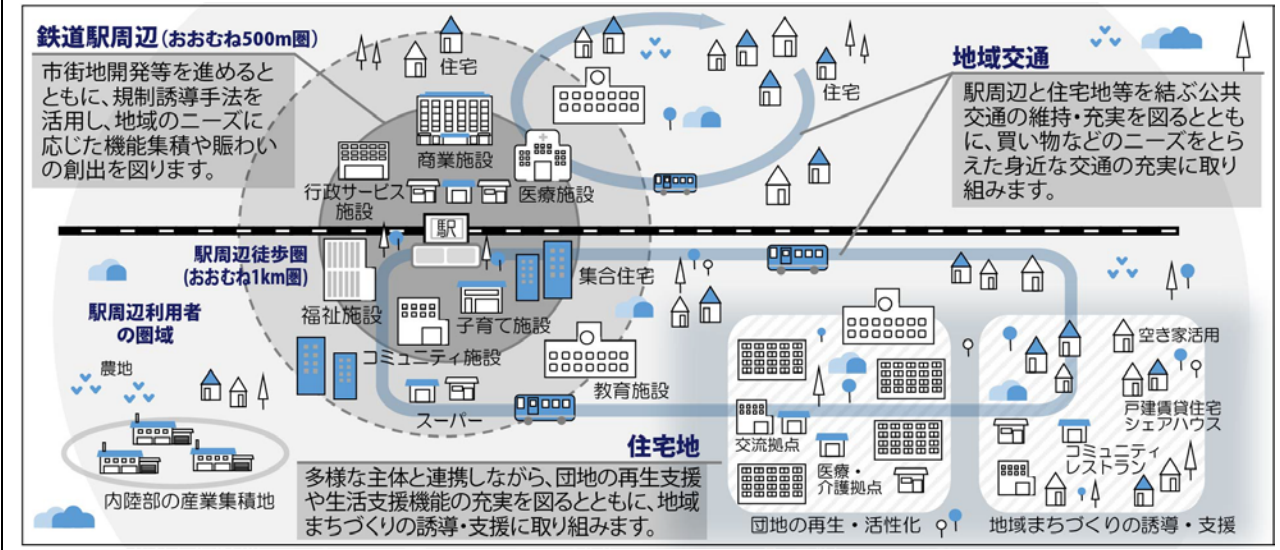 鉄道駅周辺(おおむね500m圏)
市街地開発等を進めると
ともに、規制誘導手法を
活用し、地域のニーズに
応じた機能集積や賑わい
の創出を図ります。
住宅
商業施設
行政サービス
施設
医療施設
住宅
地域交通
駅周辺と住宅地等を結ぶ公共
交通の維持・充実を図るととも
に、買い物などのニーズをとら
えた身近な交通の充実に取り
組みます。
駅
駅周辺徒歩圏
(おおむね1km圏)
駅周辺利用者
の圏域
福祉施設
子育て施設
集合住宅
コミュニティ施設
スーパー
教育施設
農地
内陸部の産業集積地
住宅地
多様な主体と連携しながら、団地の再生支援
や生活支援機能の充実を図るとともに、地域
まちづくりの誘導・支援に取り組みます。
交流拠点
医療・
介護拠点
団地の再生・活性化
空き家活用
戸建賃貸住宅
シェアハウス
コミュニティ
レストラン
地域まちづくりの誘導・支援